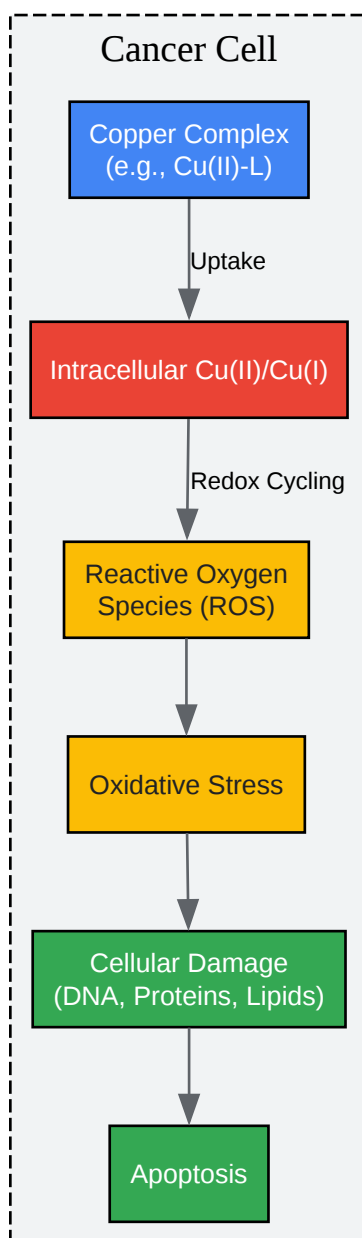 Cancer Cell
Copper Complex
(e.g., Cu(II)-L)
Uptake
Intracellular Cu(II)/Cu(I)
Redox Cycling
Reactive Oxygen
Species (ROS)
Oxidative Stress
Cellular Damage
(DNA, Proteins, Lipids)
Apoptosis